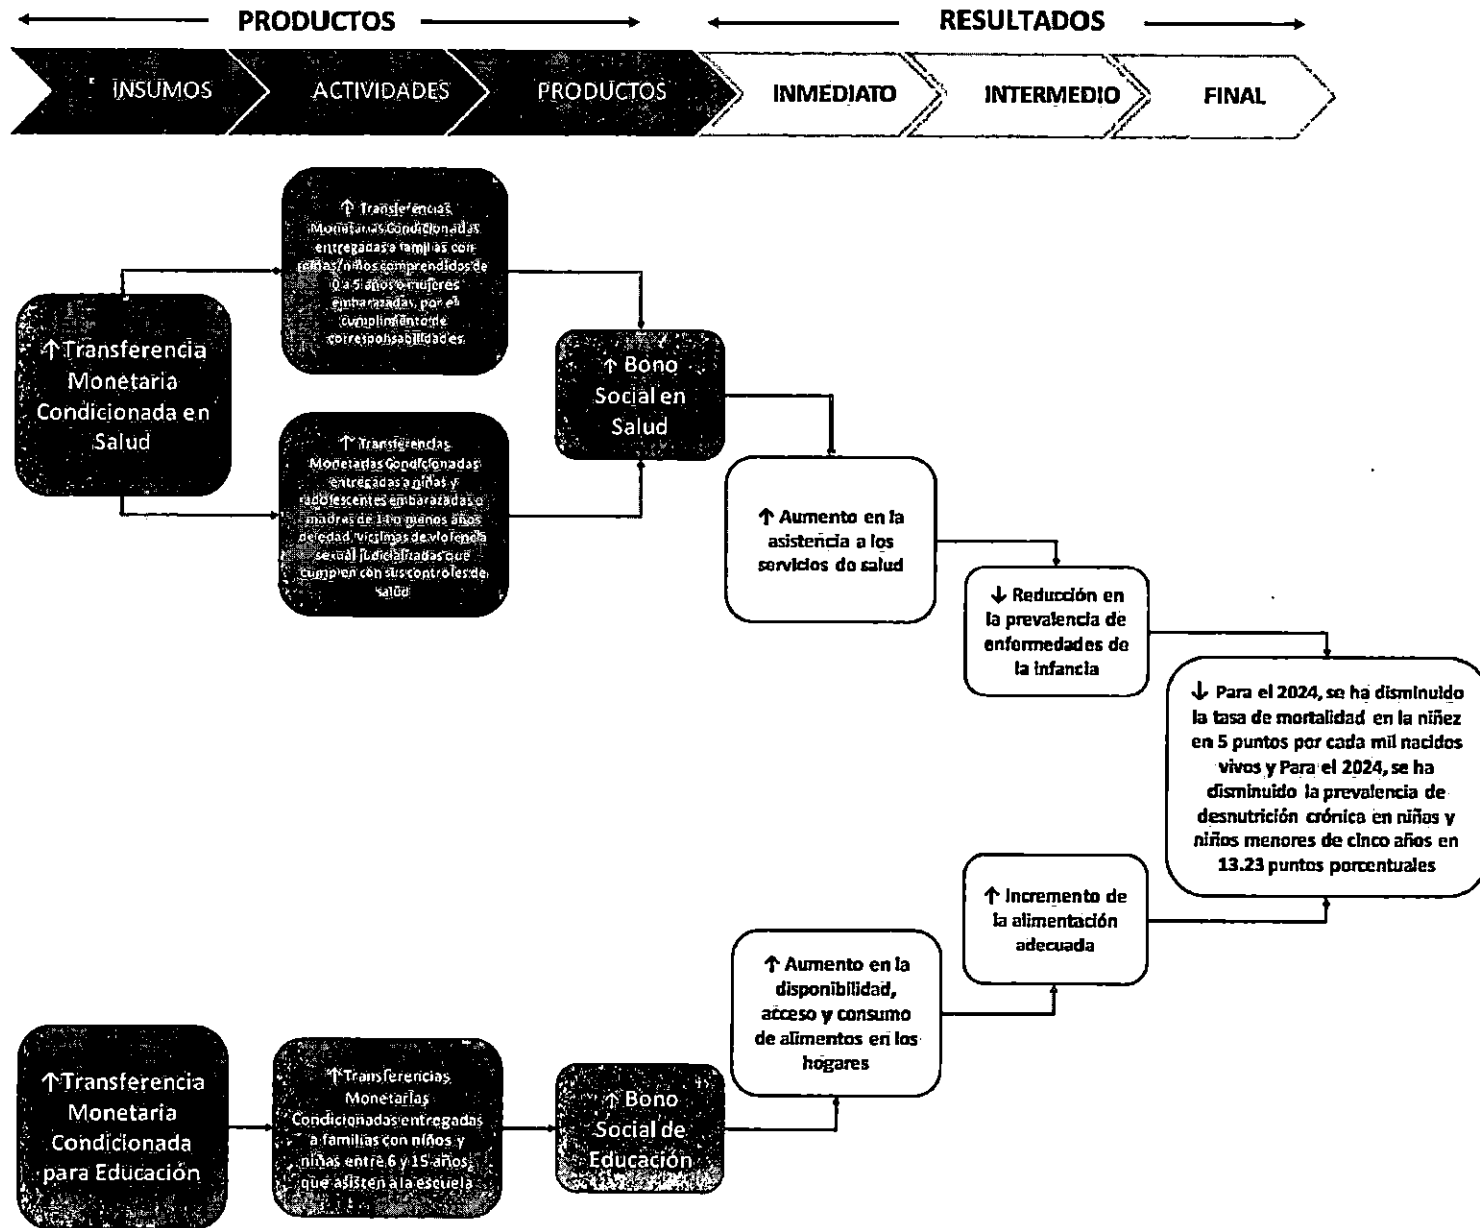 PRODUCTOS
RESULTADOS
INSUMOS
ACTIVIDADES
PRODUCTOS
INMEDIATO
INTERMEDIO
FINAL
↑Transferencia
Monetaria
Condicionada en
Salud
↑ Transferencias
Monetarias Condicionadas
entregadas a familias con
niñas/niños comprendidos de
0 a 5 años o mujeres
embarazadas, por el
cumplimiento de
corresponsabilidades.
↑ Transferencias
Monetarias Condicionadas
entregadas a niñas y
adolescentes embarazadas o
madres de 14 o menos años
de edad, víctimas de violencia
sexual judicializadas que
cumplen con sus controles de
salud
↑ Bono
Social en
Salud
↑ Aumento en la
asistencia a los
servicios de salud
↓ Reducción en
la prevalencia de
enfermedades de
la infancia
↓ Para el 2024, se ha disminuido
la tasa de mortalidad en la niñez
en 5 puntos por cada mil nacidos
vivos y Para el 2024, se ha
disminuido la prevalencia de
desnutrición crónica en niñas y
niños menores de cinco años en
13.23 puntos porcentuales
↑Transferencia
Monetaria
Condicionada
para Educación
↑Transferencias
Monetarias
Condicionadas entregadas
a familias con niños y
niñas entre 6 y 15 años,
que asisten a la escuela
↑ Bono
Social de
Educación
↑ Aumento en la
disponibilidad,
acceso y consumo
de alimentos en los
hogares
↑ Incremento de
la alimentación
adecuada